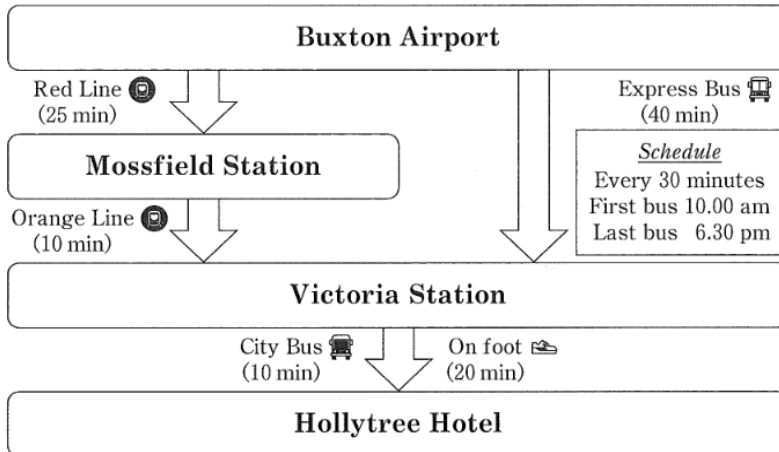 Buxton Airport
Red Line
(25 min)
Express Bus
(40 min)
Mossfield Station
Schedule
Every 30 minutes
First bus 10.00 am
Last bus 6.30 pm
Orange Line
(10 min)
Victoria Station
City Bus
(10 min)
On foot
(20 min)
Hollytree Hotel